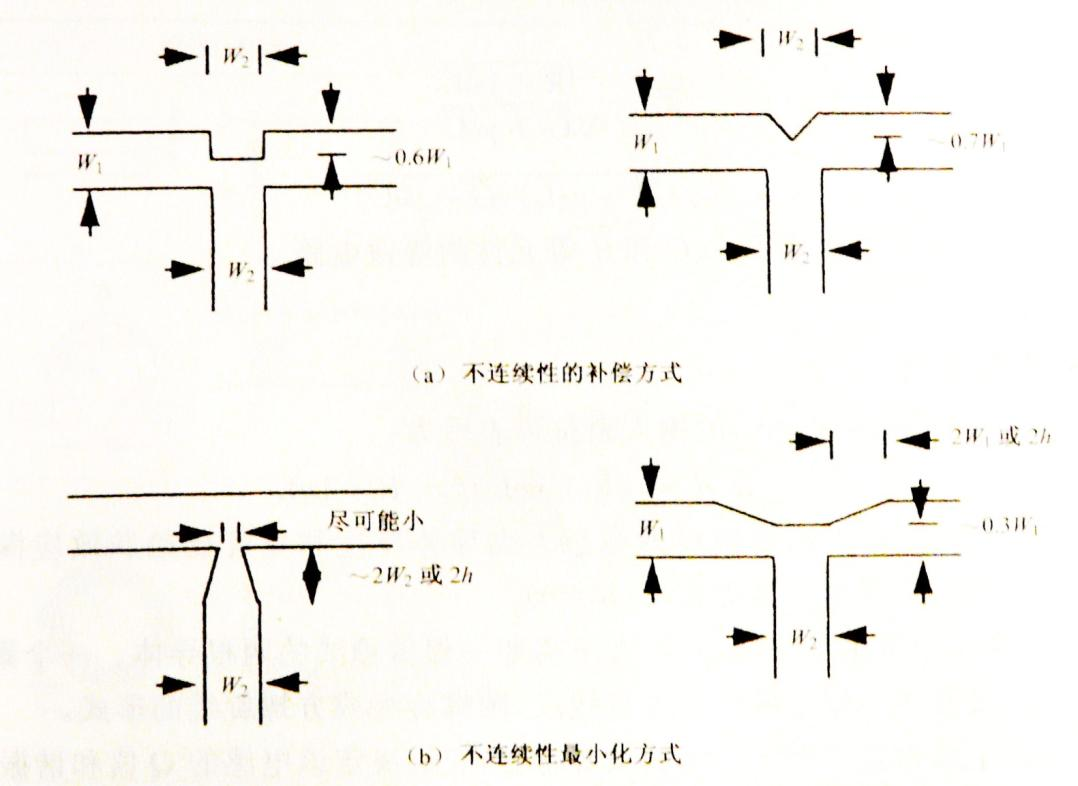 W₂
W₂
W₁
~0.6W₁
W₁
~0.7W₁
W₂
W₂
（a） 不连续性的补偿方式
2W₁ 或 2h
尽可能小
W₁
~0.3W₁
~2W₂ 或 2h
W₂
W₂
（b） 不连续性最小化方式